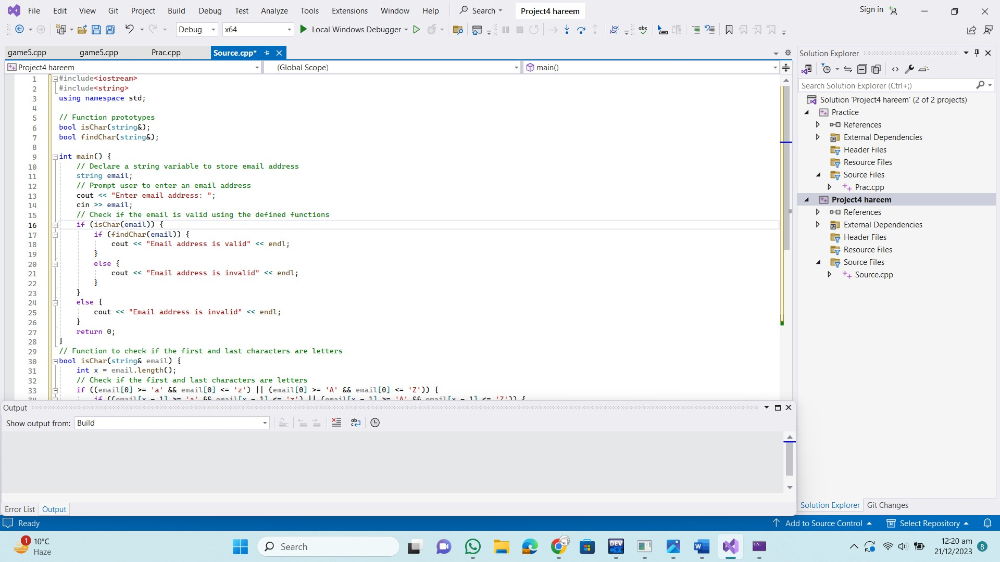 File Edit View Git Project Build Debug Test Analyze Tools Extensions Window Help Search Project4 hareem Sign in
Debug x64 Local Windows Debugger
game5.cpp game5.cpp Prac.cpp Source.cpp*
Project4 hareem (Global Scope) main()
1 #include<iostream>
2 #include<string>
3 using namespace std;
4
5 // Function prototypes
6 bool isChar(string&);
7 bool findChar(string&);
8
9 int main() {
10 // Declare a string variable to store email address
11 string email;
12 // Prompt user to enter an email address
13 cout << "Enter email address: ";
14 cin >> email;
15 // Check if the email is valid using the defined functions
16 if (isChar(email)) {
17 if (findChar(email)) {
18 cout << "Email address is valid" << endl;
19 }
20 else {
21 cout << "Email address is invalid" << endl;
22 }
23 }
24 else {
25 cout << "Email address is invalid" << endl;
26 }
27 return 0;
28 }
29 // Function to check if the first and last characters are letters
30 bool isChar(string& email) {
31 int x = email.length();
32 // Check if the first and last characters are letters
33 if ((email[0] >= 'a' && email[0] <= 'z') || (email[0] >= 'A' && email[0] <= 'Z')) {
34 if ((email[x - 1] >= 'a' && email[x - 1] <= 'z') || (email[x - 1] >= 'A' && email[x - 1] <= 'Z')) {
Output
Show output from: Build
Error List Output
Ready Add to Source Control Select Repository
Solution Explorer
Search Solution Explorer (Ctrl+;)
Solution 'Project4 hareem' (2 of 2 projects)
Practice
References
External Dependencies
Header Files
Resource Files
Source Files
Prac.cpp
Project4 hareem
References
External Dependencies
Header Files
Resource Files
Source Files
Source.cpp
Solution Explorer Git Changes
1 10°C
Haze
Search
DEV
12:20 am
21/12/2023
8